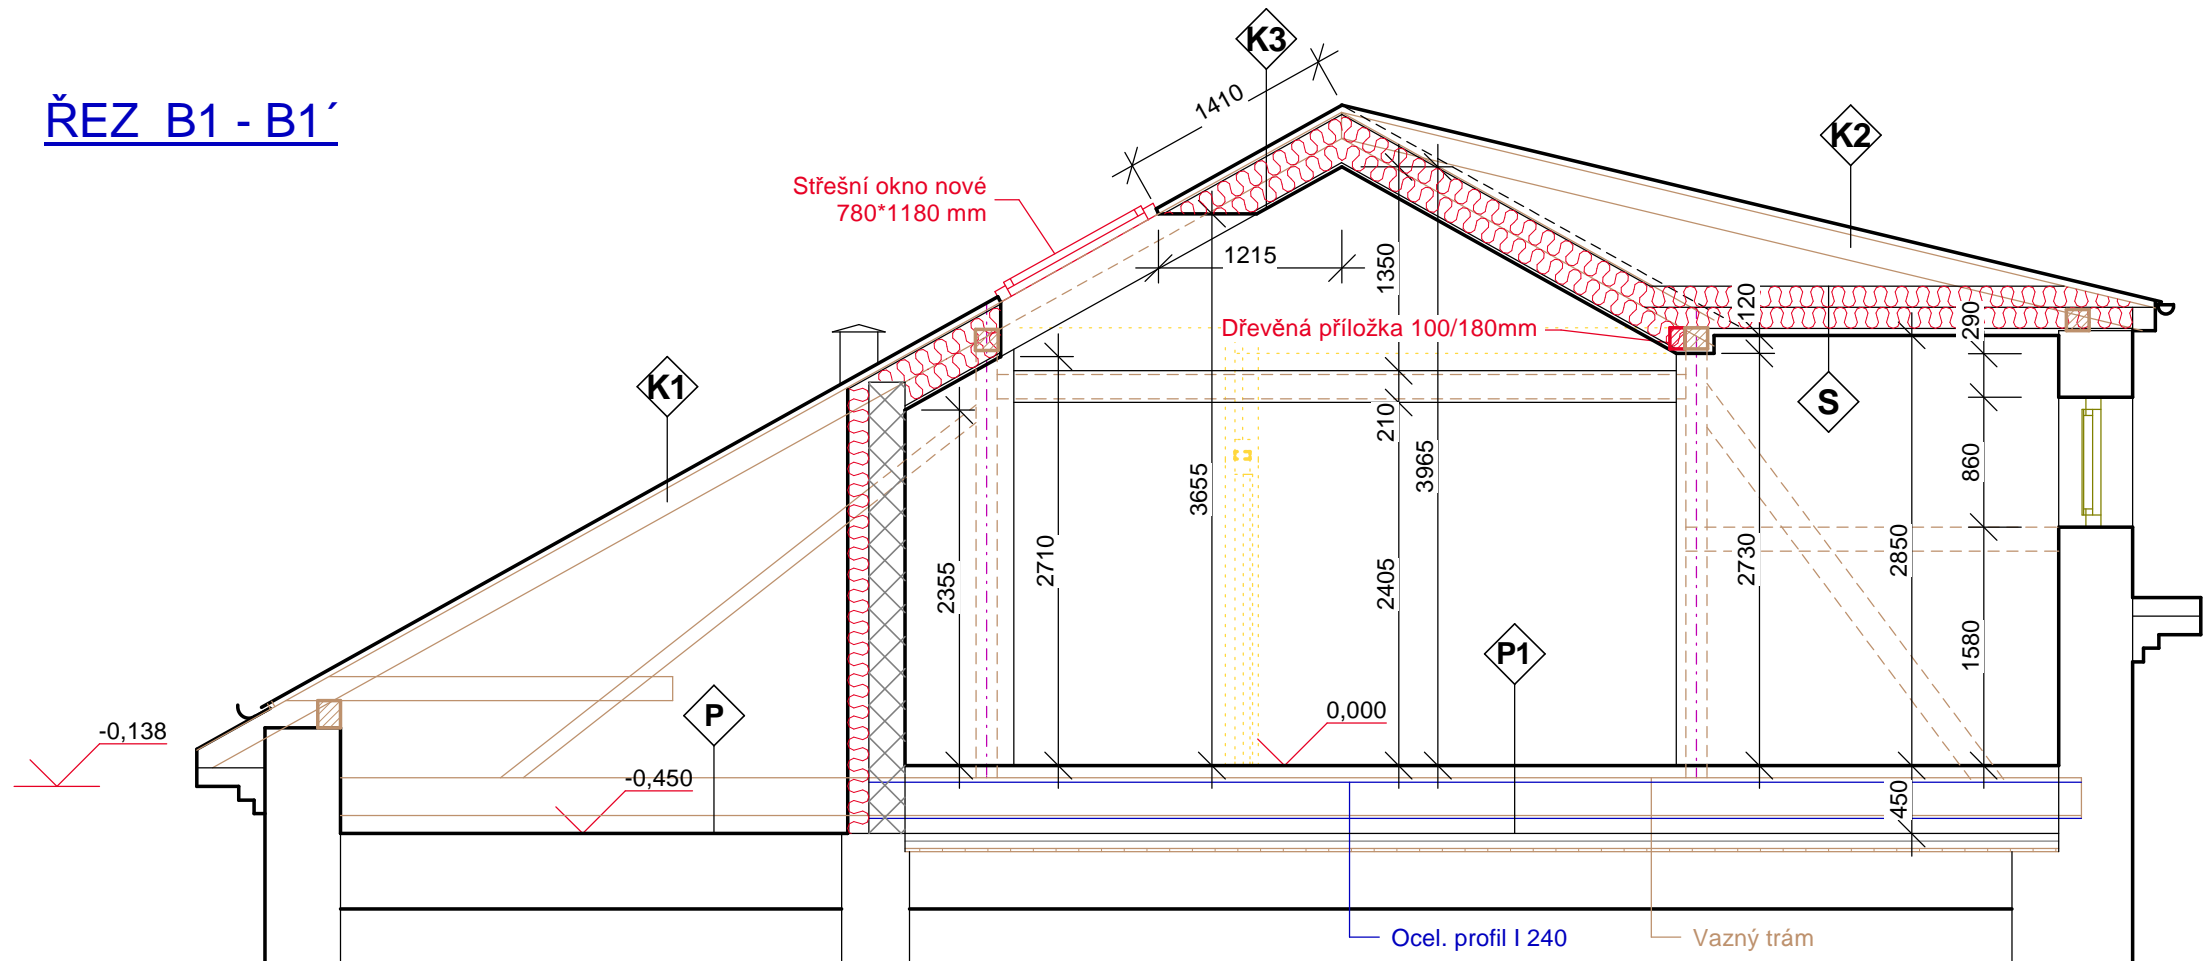 ŘEZ B1 - B1´
K3
1410
K2
Střešní okno nové
780*1180 mm
1215
1350
Dřevěná příložka 100/180mm
120
290
K1
S
210
3655
3965
860
2355
2710
2405
2730
2850
1580
P1
P
0,000
-0,138
-0,450
450
Ocel. profil I 240
Vazný trám